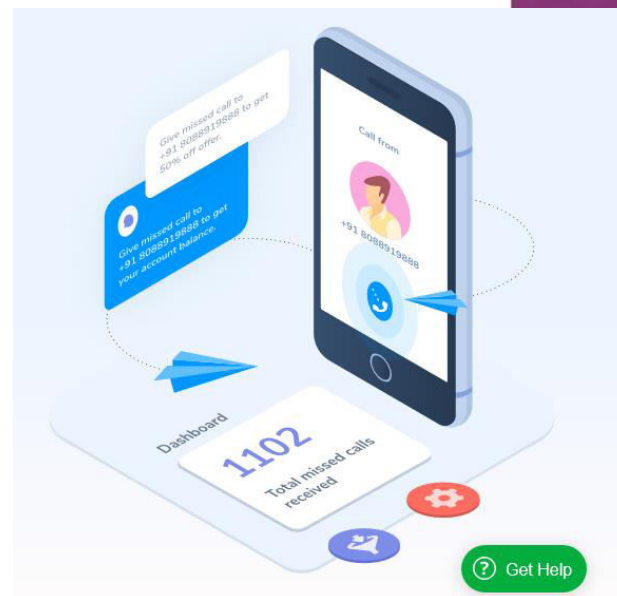 Give missed call to
+91 8088919888 to get
50% off offer.
Give missed call to
+91 8088919888 to get
your account balance.
Call from
+91 8088919888
Dashboard
1102
Total missed calls
received
Get Help